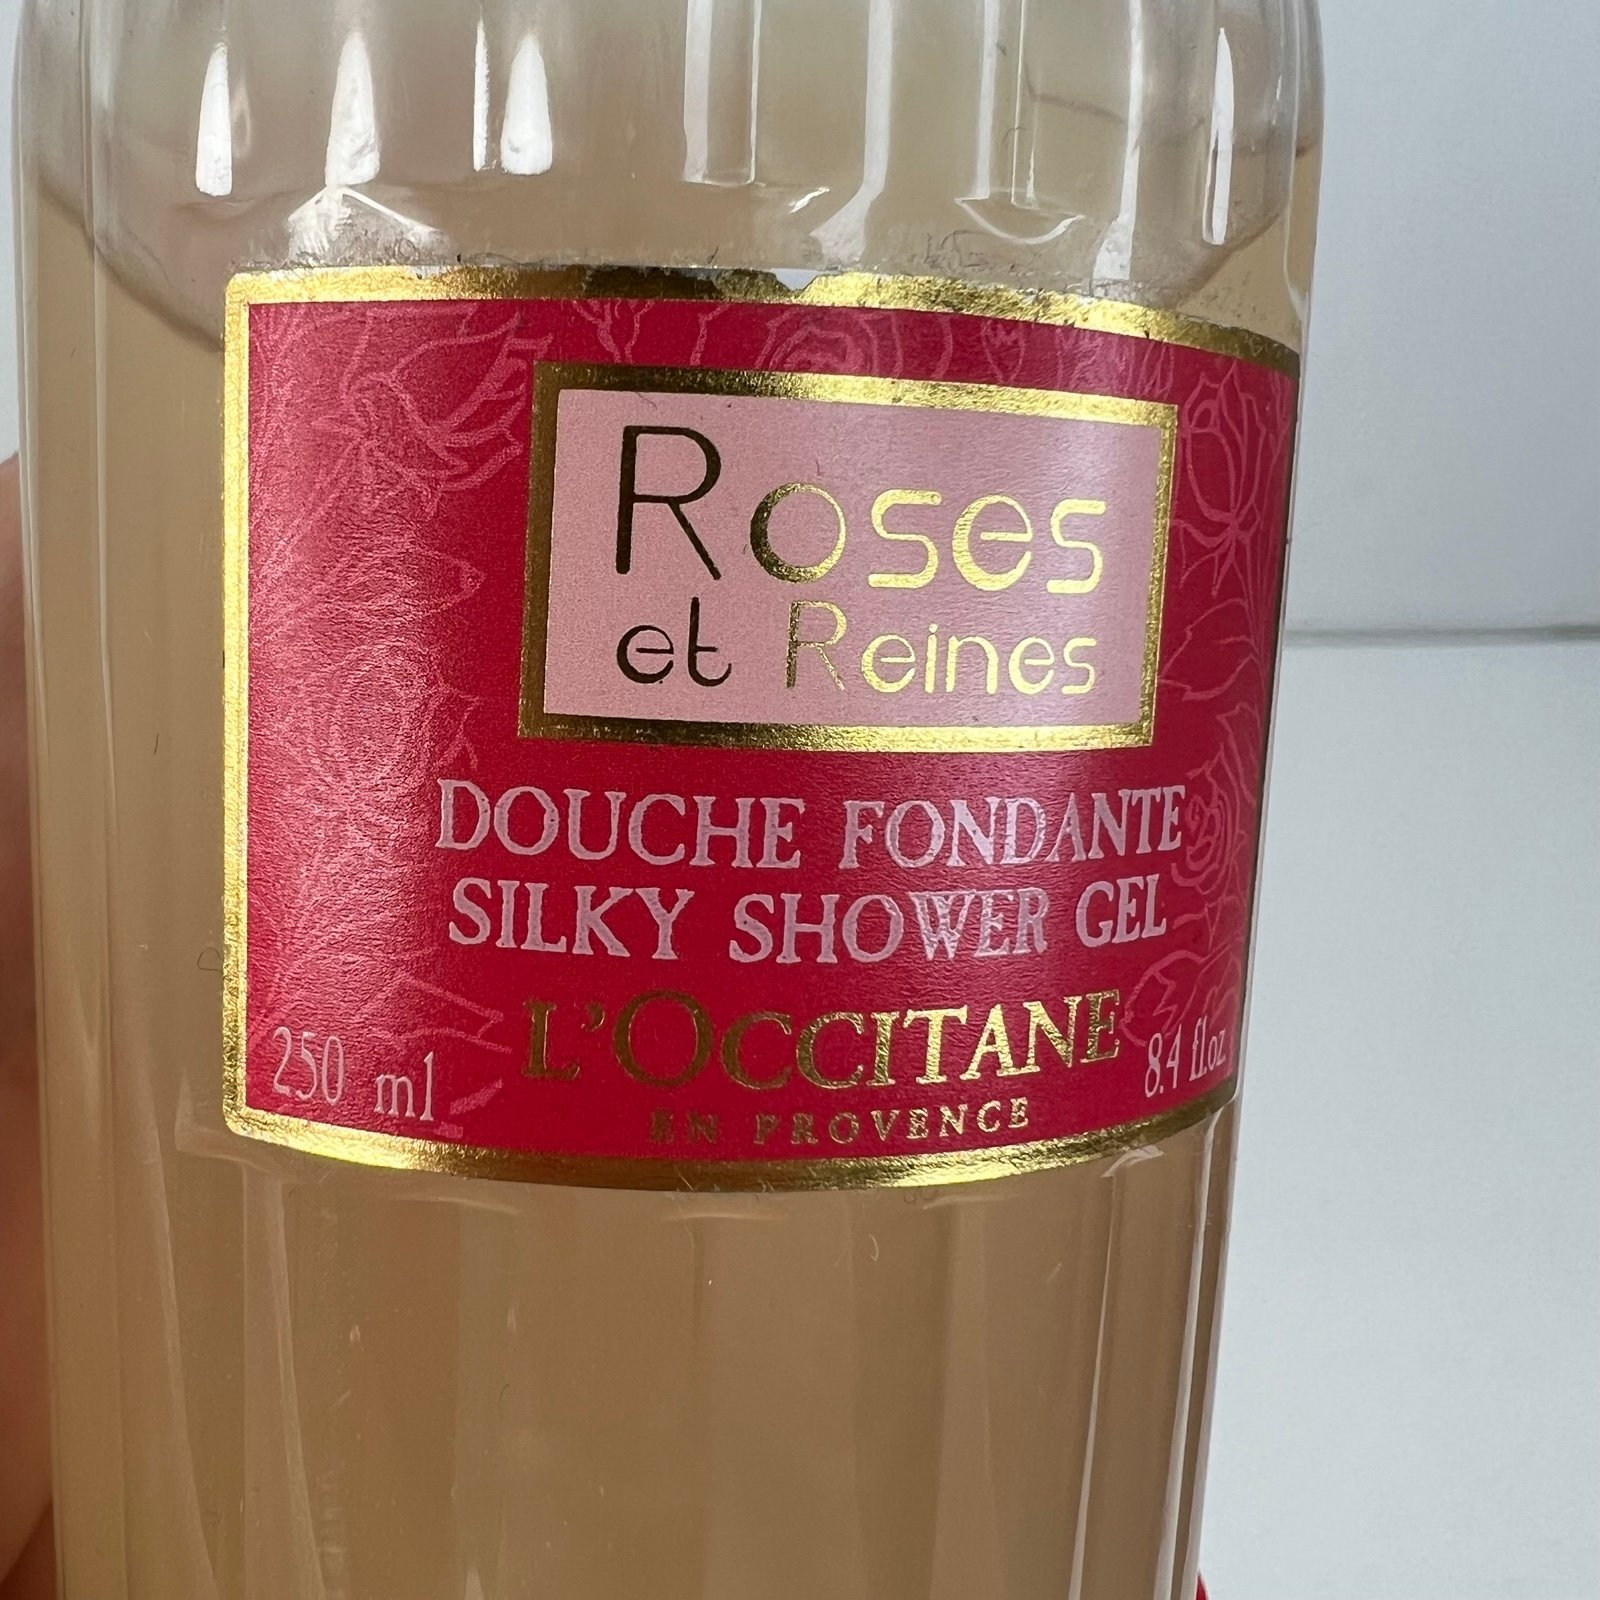 Roses
et Reines
DOUCHE FONDANTE
SILKY SHOWER GEL
L'OCCITANE
EN PROVENCE
250 ml
8.4 fl.oz